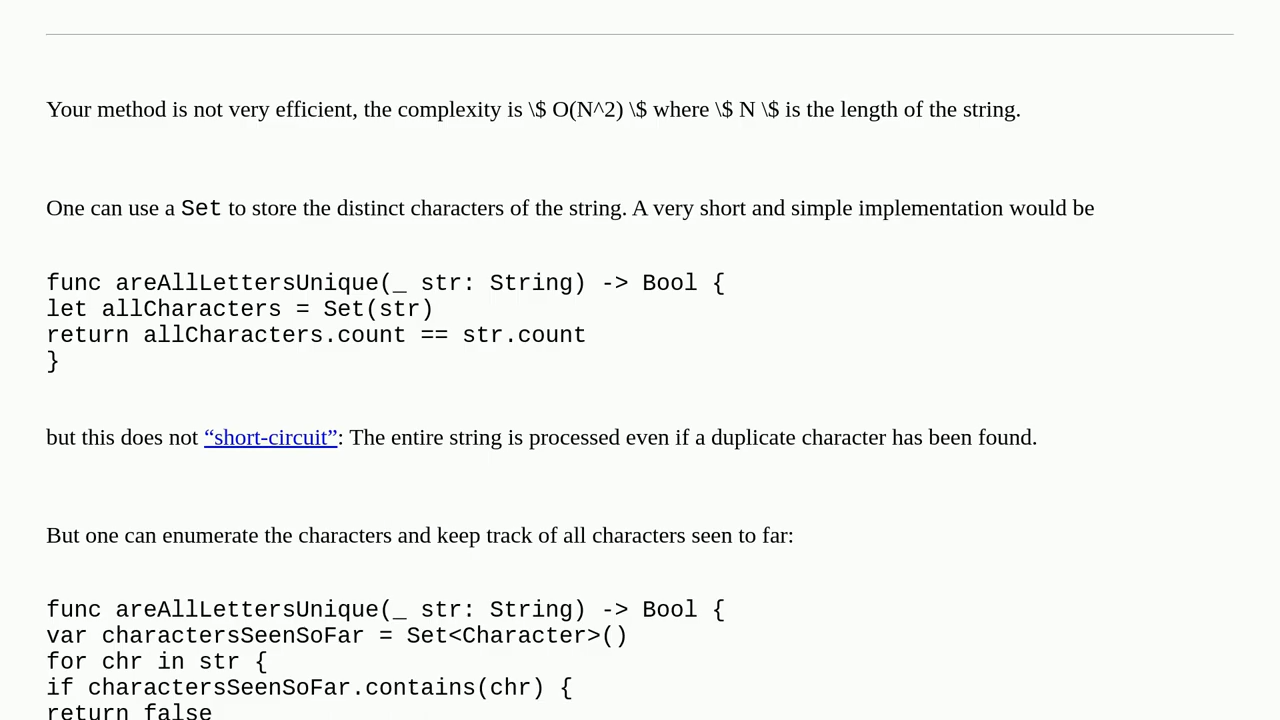 Your method is not very efficient, the complexity is \$ O(N^2) \$ where \$ N \$ is the length of the string.
One can use a Set to store the distinct characters of the string. A very short and simple implementation would be
func areAllLettersUnique(_ str: String) -> Bool {
let allCharacters = Set(str)
return allCharacters.count == str.count
}
but this does not “short-circuit”: The entire string is processed even if a duplicate character has been found.
But one can enumerate the characters and keep track of all characters seen to far:
func areAllLettersUnique(_ str: String) -> Bool {
var charactersSeenSoFar = Set<Character>()
for chr in str {
if charactersSeenSoFar.contains(chr) {
return false